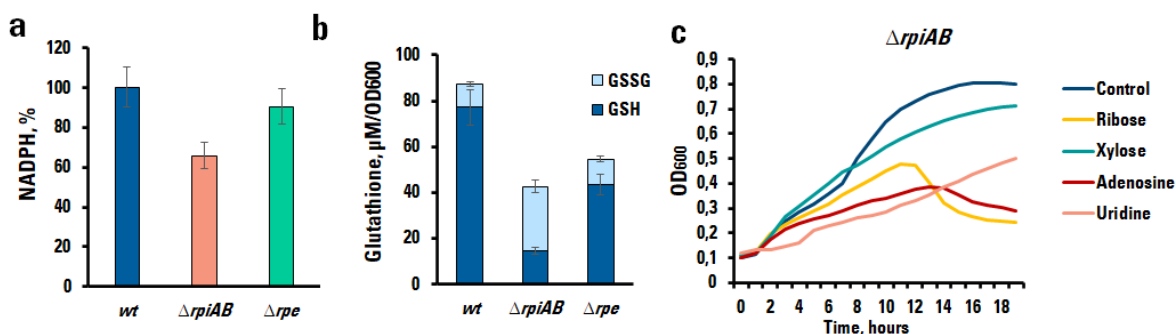 a
NADPH, %
120
100
80
60
40
20
0
wt
ΔrpiAB
Δrpe
b
Glutathione, µM/OD600
100
80
60
40
20
0
GSSG
GSH
wt
ΔrpiAB
Δrpe
c
ΔrpiAB
OD600
0,9
0,8
0,7
0,6
0,5
0,4
0,3
0,2
0,1
0
0 2 4 6 8 10 12 14 16 18
Time, hours
Control
Ribose
Xylose
Adenosine
Uridine